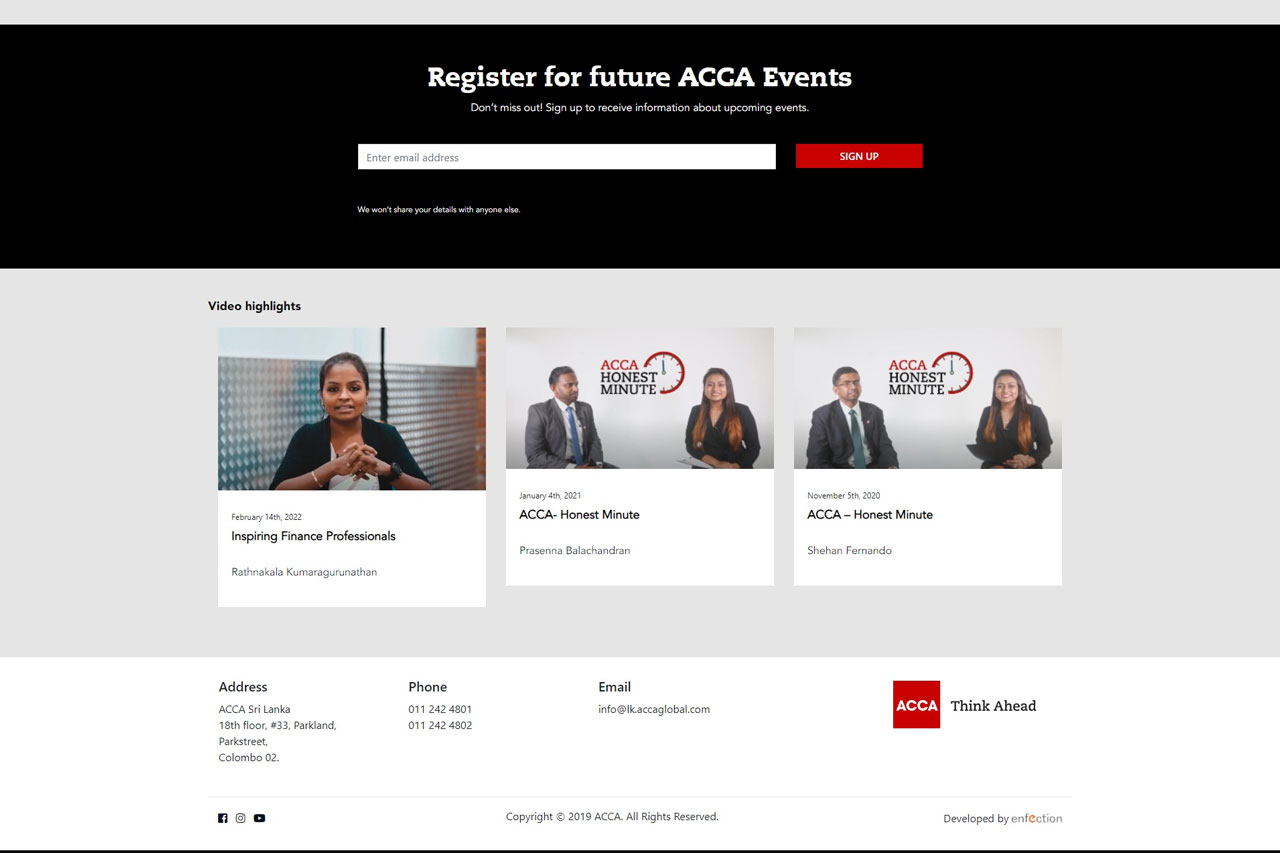 Register for future ACCA Events
Don't miss out! Sign up to receive information about upcoming events.
Enter email address
SIGN UP
We won't share your details with anyone else.
Video highlights
February 14th, 2022
Inspiring Finance Professionals
Rathnakala Kumaragurunathan
ACCA
HONEST
MINUTE
January 4th, 2021
ACCA- Honest Minute
Prasenna Balachandran
ACCA
HONEST
MINUTE
November 5th, 2020
ACCA – Honest Minute
Shehan Fernando
Address
ACCA Sri Lanka
18th floor, #33, Parkland,
Parkstreet,
Colombo 02.
Phone
011 242 4801
011 242 4802
Email
info@lk.accaglobal.com
ACCA Think Ahead
Copyright © 2019 ACCA. All Rights Reserved.
Developed by enfection